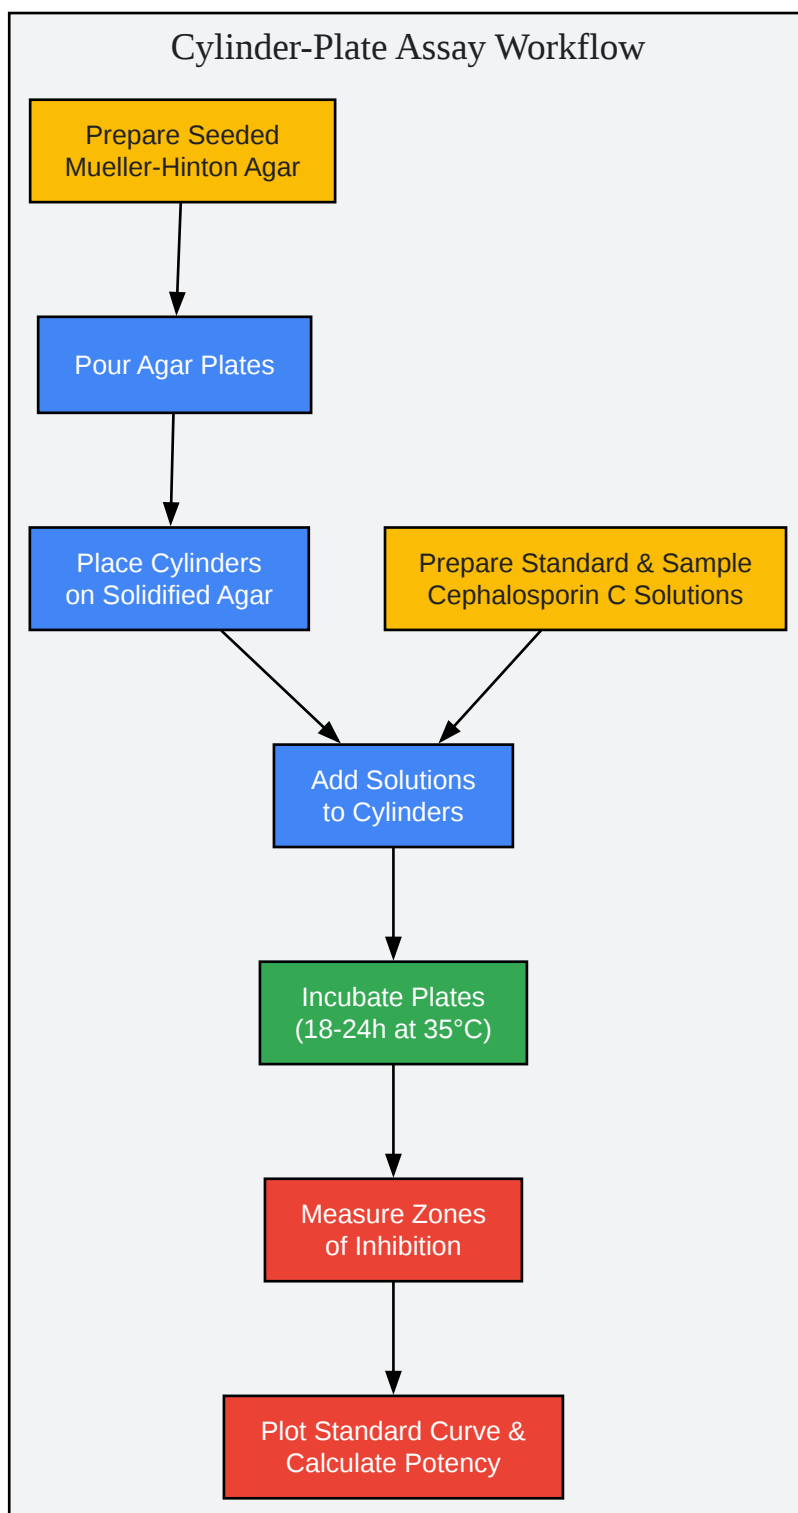 Cylinder-Plate Assay Workflow
Prepare Seeded
Mueller-Hinton Agar
Pour Agar Plates
Place Cylinders
on Solidified Agar
Prepare Standard & Sample
Cephalosporin C Solutions
Add Solutions
to Cylinders
Incubate Plates
(18-24h at 35°C)
Measure Zones
of Inhibition
Plot Standard Curve &
Calculate Potency